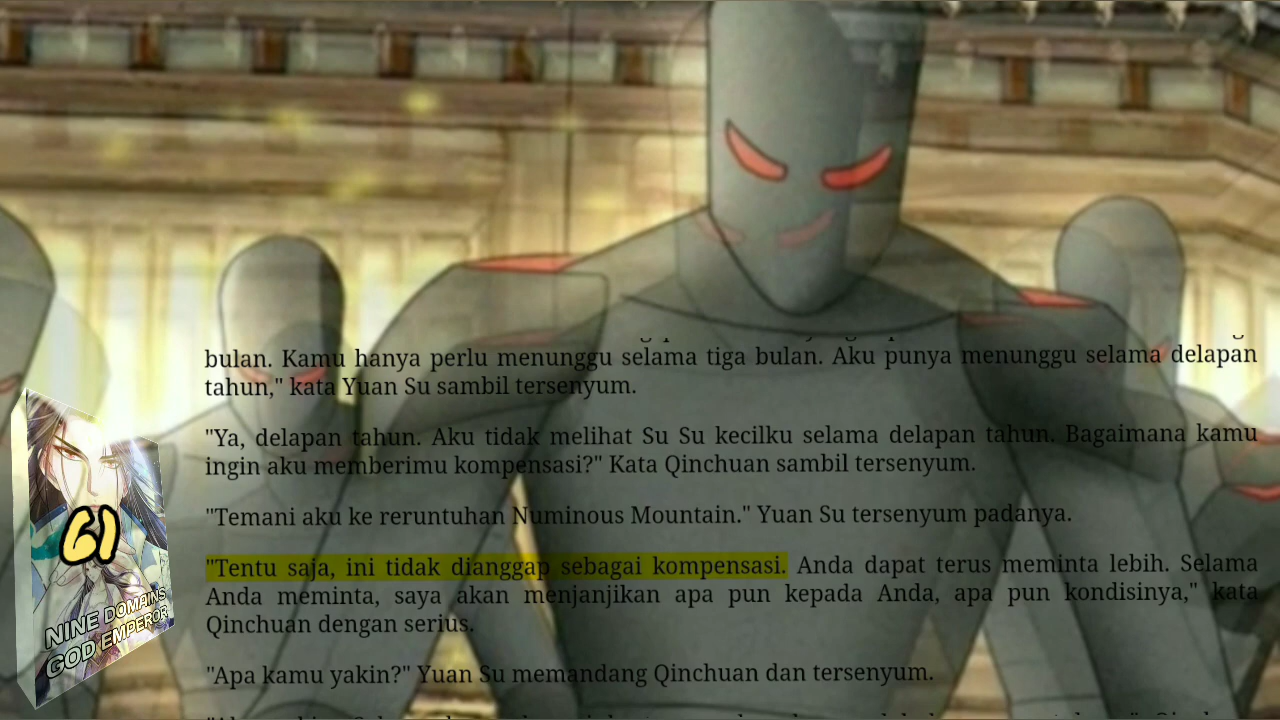 bulan. Kamu hanya perlu menunggu selama tiga bulan. Aku punya menunggu selama delapan
tahun," kata Yuan Su sambil tersenyum.
"Ya, delapan tahun. Aku tidak melihat Su Su kecilku selama delapan tahun. Bagaimana kamu
ingin aku memberimu kompensasi?" Kata Qinchuan sambil tersenyum.
"Temani aku ke reruntuhan Numinous Mountain." Yuan Su tersenyum padanya.
"Tentu saja, ini tidak dianggap sebagai kompensasi. Anda dapat terus meminta lebih. Selama
Anda meminta, saya akan menjanjikan apa pun kepada Anda, apa pun kondisinya," kata
Qinchuan dengan serius.
"Apa kamu yakin?" Yuan Su memandang Qinchuan dan tersenyum.
61
NINE DOMAINS
GOD EMPEROR